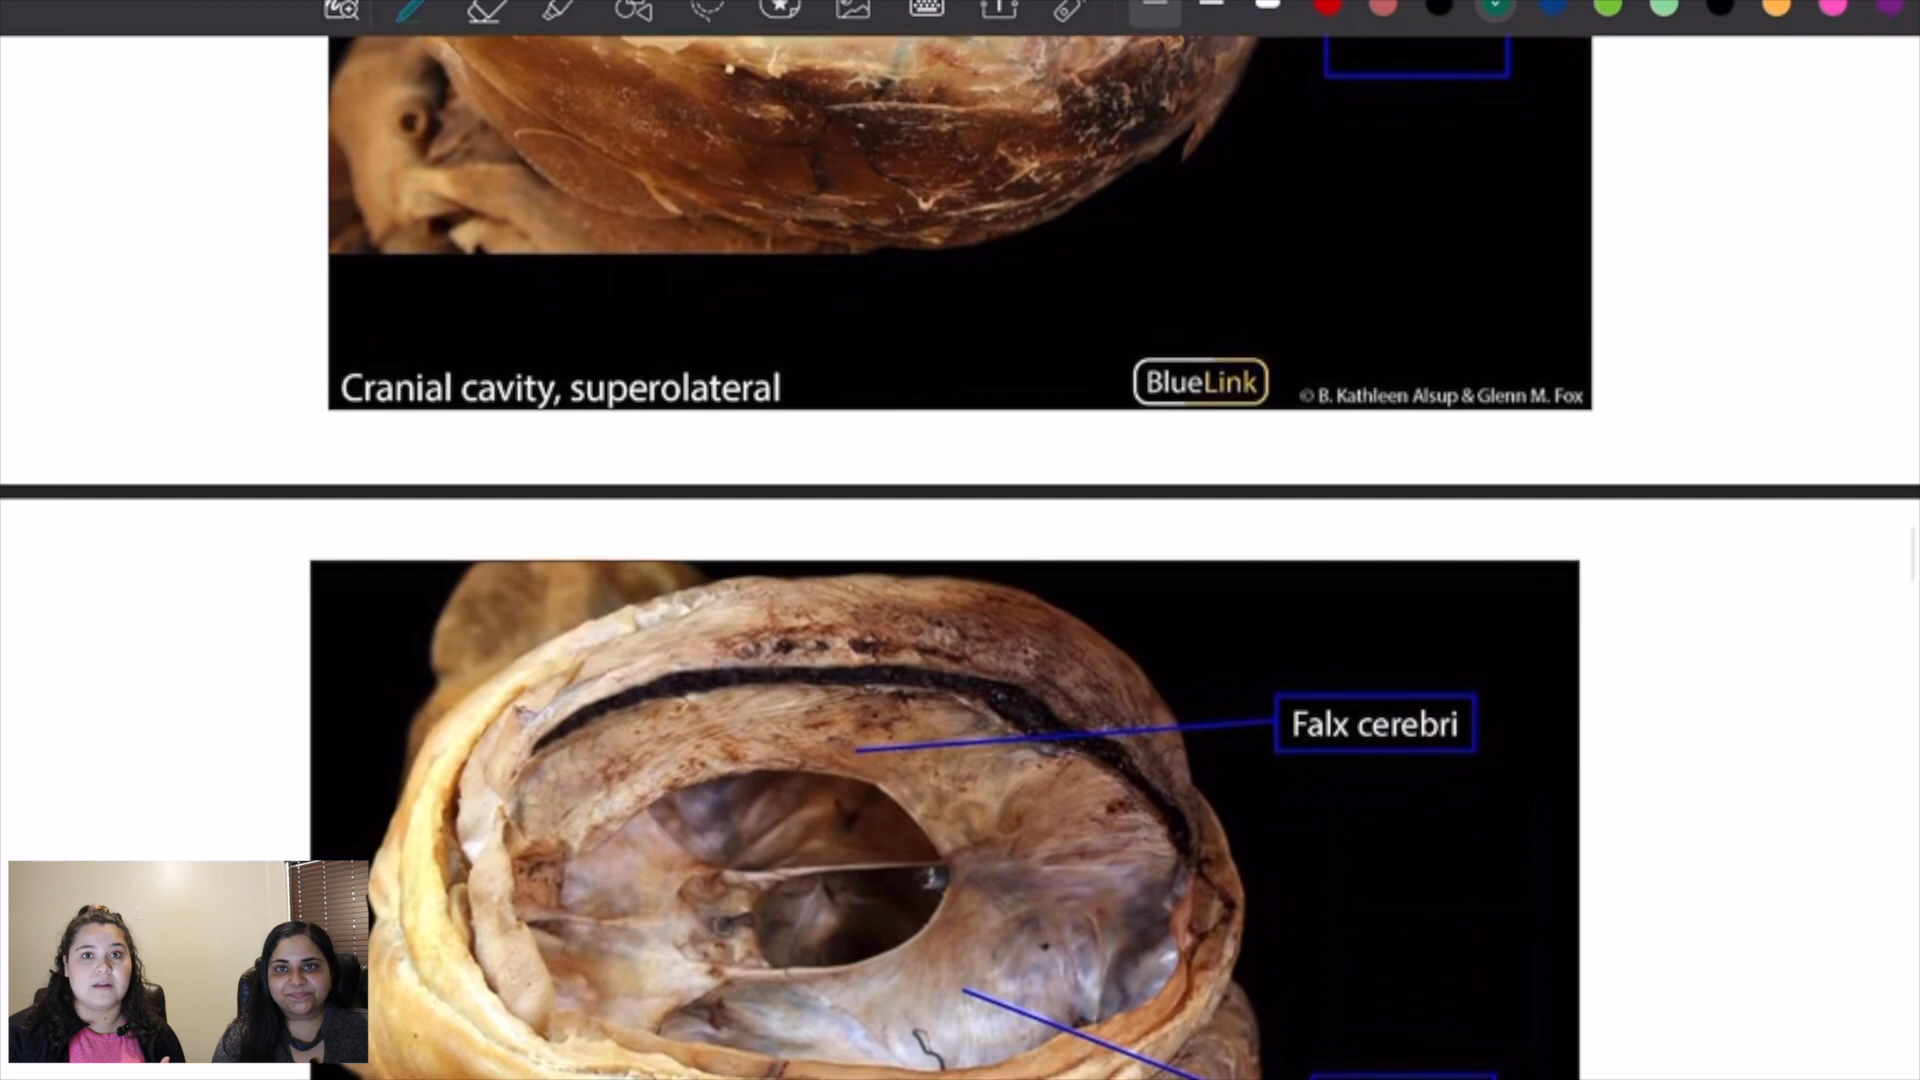 Cranial cavity, superolateral
BlueLink
© B. Kathleen Alsup & Glenn M. Fox
Falx cerebri